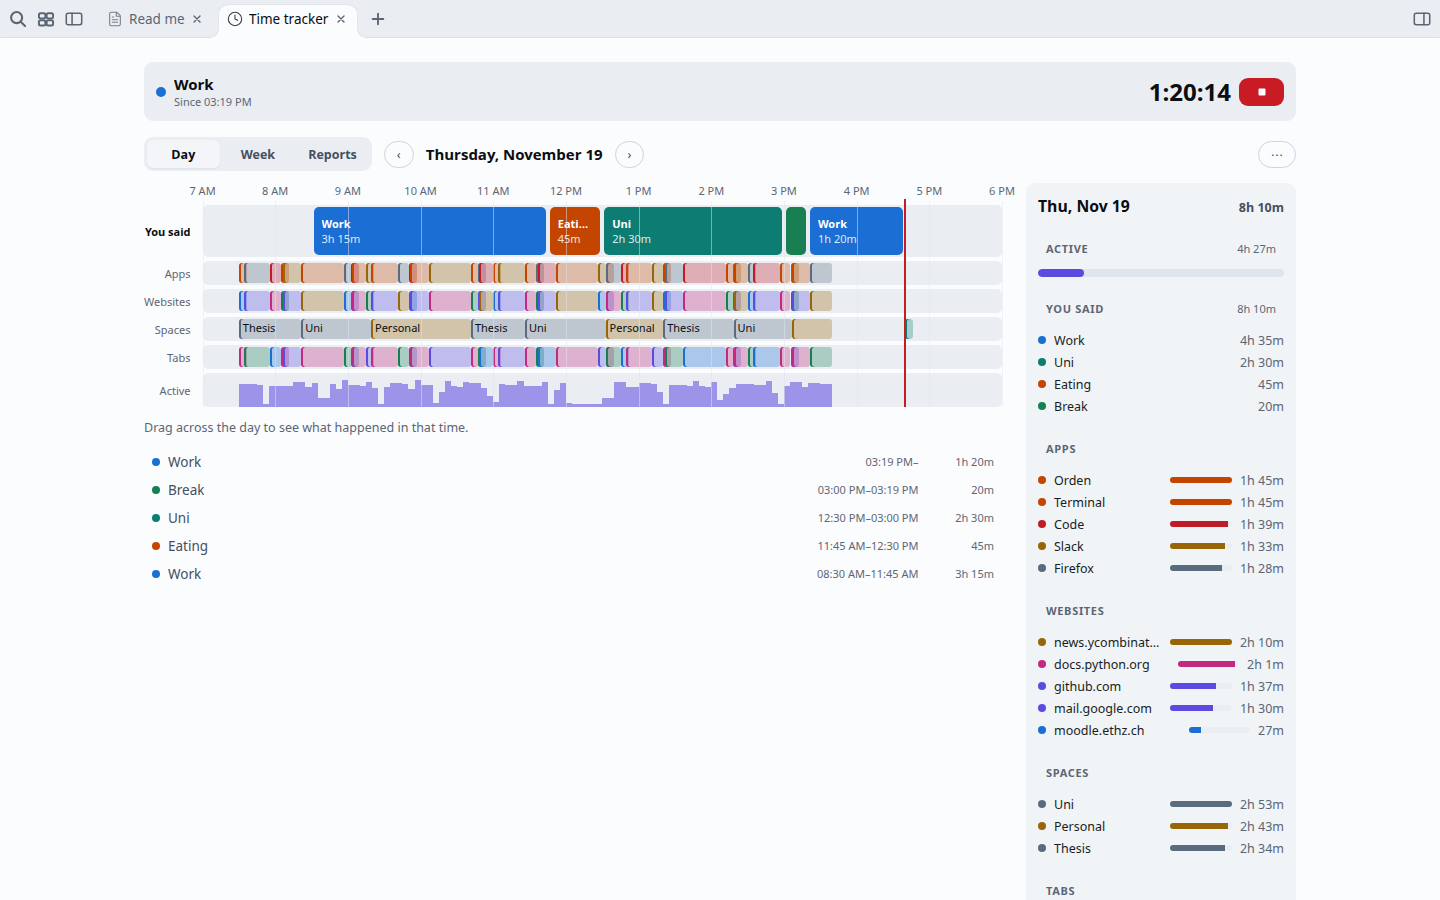 Read me
Time tracker
Work
Since 03:19 PM
1:20:14
Day Week Reports
‹ Thursday, November 19 ›
...
7 AM 8 AM 9 AM 10 AM 11 AM 12 PM 1 PM 2 PM 3 PM 4 PM 5 PM 6 PM
You said
Work
3h 15m
Eati...
45m
Uni
2h 30m
Work
1h 20m
Apps
Websites
Spaces
Thesis Uni Personal Thesis Uni Personal Thesis Uni
Tabs
Active
Drag across the day to see what happened in that time.
Work 03:19 PM– 1h 20m
Break 03:00 PM–03:19 PM 20m
Uni 12:30 PM–03:00 PM 2h 30m
Eating 11:45 AM–12:30 PM 45m
Work 08:30 AM–11:45 AM 3h 15m
Thu, Nov 19 8h 10m
ACTIVE 4h 27m
YOU SAID 8h 10m
Work 4h 35m
Uni 2h 30m
Eating 45m
Break 20m
APPS
Orden 1h 45m
Terminal 1h 45m
Code 1h 39m
Slack 1h 33m
Firefox 1h 28m
WEBSITES
news.ycombinat... 2h 10m
docs.python.org 2h 1m
github.com 1h 37m
mail.google.com 1h 30m
moodle.ethz.ch 27m
SPACES
Uni 2h 53m
Personal 2h 43m
Thesis 2h 34m
TABS